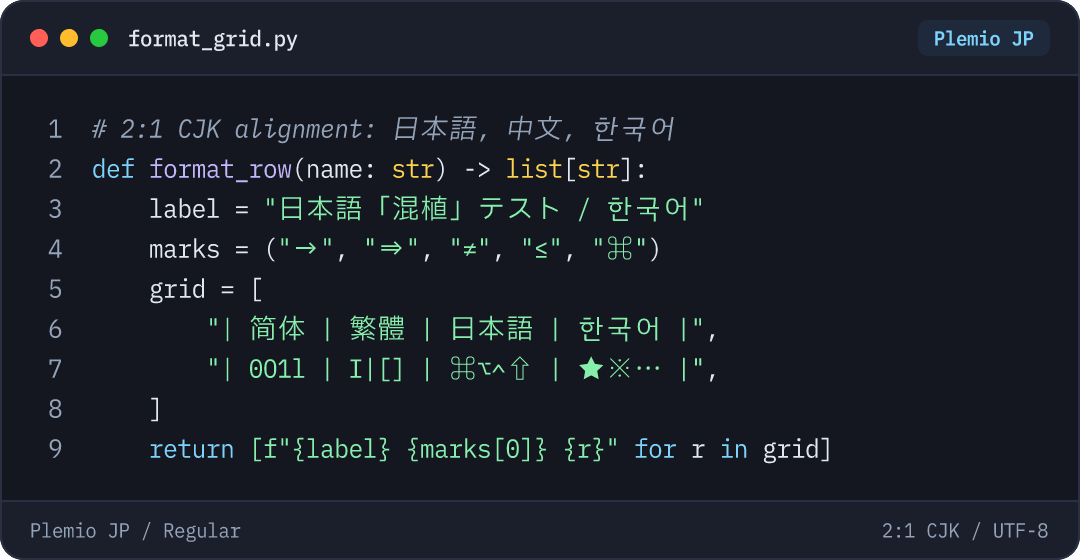 format_grid.py
Plemio JP
1 # 2:1 CJK alignment: 日本語, 中文, 한국어
2 def format_row(name: str) -> list[str]:
3     label = "日本語「混植」テスト / 한국어"
4     marks = ("→", "⇒", "≠", "≤", "⌘")
5     grid = [
6         "| 简体 | 繁體 | 日本語 | 한국어 |",
7         "| 0O1l | I|[] | ⌘⌥^⇧ | ★※… |",
8     ]
9     return [f"{label} {marks[0]} {r}" for r in grid]
Plemio JP / Regular
2:1 CJK / UTF-8